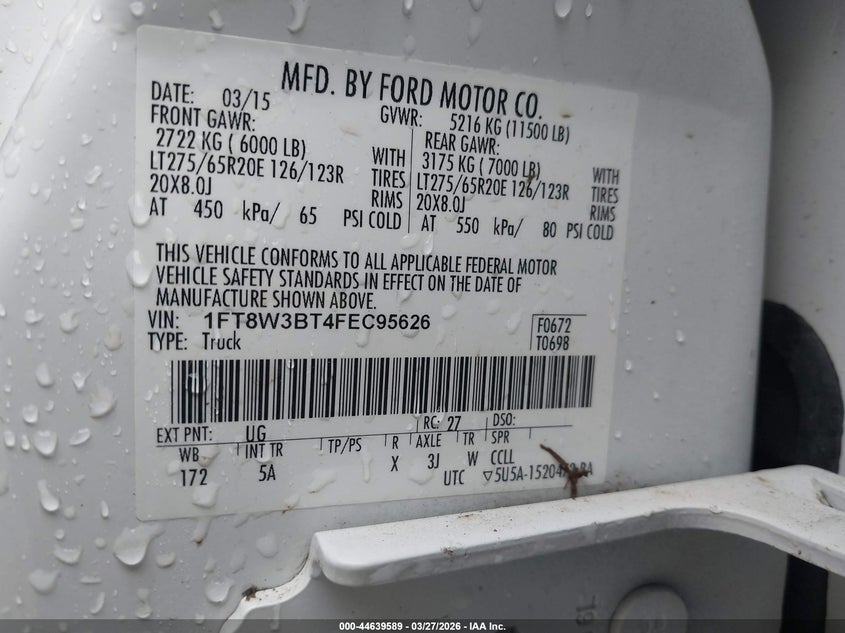 MFD. BY FORD MOTOR CO.
DATE: 03/15 GVWR: 5216 KG (11500 LB)
FRONT GAWR: REAR GAWR:
2722 KG ( 6000 LB) WITH 3175 KG ( 7000 LB) WITH
LT275/65R20E 126/123R TIRES LT275/65R20E 126/123R TIRES
20X8.0J RIMS 20X8.0J RIMS
AT 450 kPa/ 65 PSI COLD AT 550 kPa/ 80 PSI COLD
THIS VEHICLE CONFORMS TO ALL APPLICABLE FEDERAL MOTOR
VEHICLE SAFETY STANDARDS IN EFFECT ON THE DATE OF
MANUFACTURE SHOWN ABOVE.
VIN: 1FT8W3BT4FEC95626 F0672
TYPE: Truck T0698
EXT PNT: UG RC: 27 DSO:
WB INT TR TP/PS R AXLE TR SPR
172 5A X 3J W CCLL
UTC
000-44639589 — 03/27/2026 — IAA Inc.